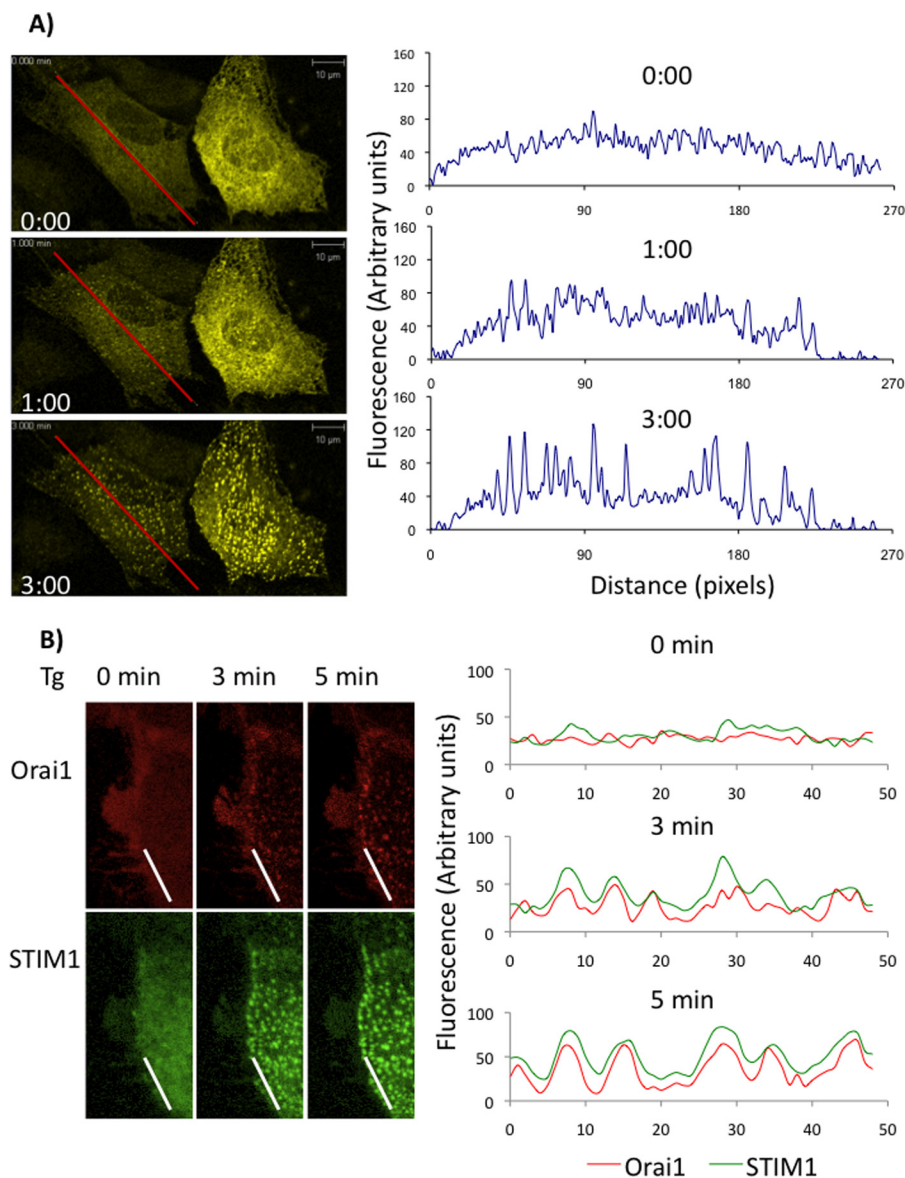 A)
0.000 min
10 µm
0:00
1.000 min
10 µm
1:00
3.000 min
10 µm
3:00
Fluorescence (Arbitrary units)
160
120
80
40
0
0:00
0 90 180 270
160
120
80
40
0
1:00
0 90 180 270
160
120
80
40
0
3:00
0 90 180 270
Distance (pixels)
B)
Tg 0 min 3 min 5 min
Orai1
STIM1
Fluorescence (Arbitrary units)
0 min
100
50
0
0 10 20 30 40 50
3 min
100
50
0
0 10 20 30 40 50
5 min
100
50
0
0 10 20 30 40 50
Orai1 STIM1